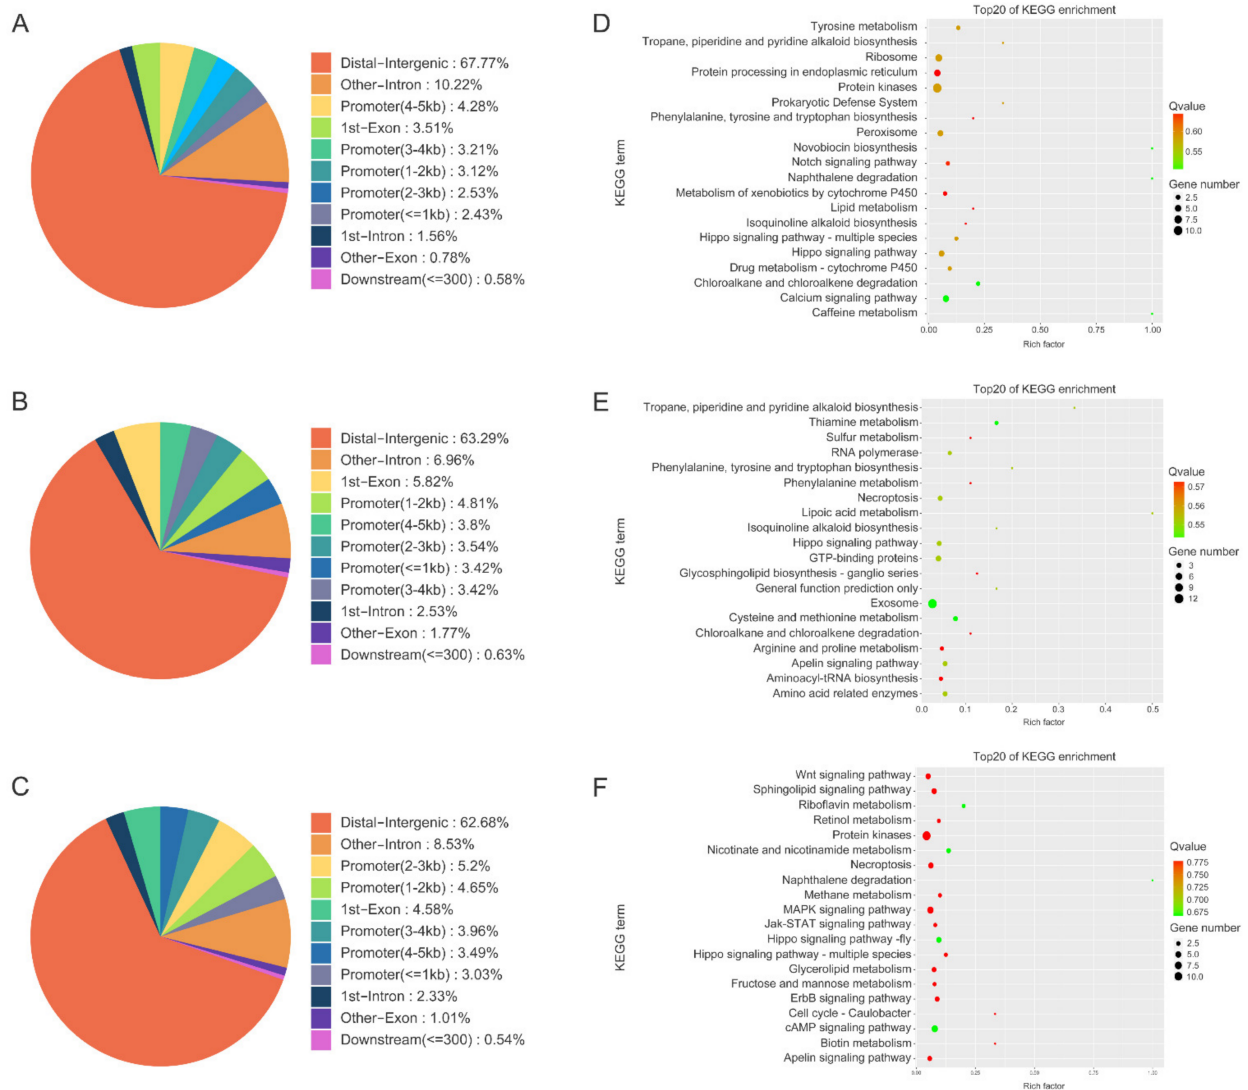 A
Distal-Intergenic : 67.77%
Other-Intron : 10.22%
Promoter(4-5kb) : 4.28%
1st-Exon : 3.51%
Promoter(3-4kb) : 3.21%
Promoter(1-2kb) : 3.12%
Promoter(2-3kb) : 2.53%
Promoter(<=1kb) : 2.43%
1st-Intron : 1.56%
Other-Exon : 0.78%
Downstream(<=300) : 0.58%
D
Top20 of KEGG enrichment
KEGG term
Tyrosine metabolism
Tropane, piperidine and pyridine alkaloid biosynthesis
Ribosome
Protein processing in endoplasmic reticulum
Protein kinases
Prokaryotic Defense System
Phenylalanine, tyrosine and tryptophan biosynthesis
Peroxisome
Novobiocin biosynthesis
Notch signaling pathway
Naphthalene degradation
Metabolism of xenobiotics by cytochrome P450
Lipid metabolism
Isoquinoline alkaloid biosynthesis
Hippo signaling pathway - multiple species
Hippo signaling pathway
Drug metabolism - cytochrome P450
Chloroalkane and chloroalkene degradation
Calcium signaling pathway
Caffeine metabolism
0.00 0.25 0.50 0.75 1.00
Rich factor
Qvalue
0.60
0.55
Gene number
2.5
5.0
7.5
10.0
B
Distal-Intergenic : 63.29%
Other-Intron : 6.96%
1st-Exon : 5.82%
Promoter(1-2kb) : 4.81%
Promoter(4-5kb) : 3.8%
Promoter(2-3kb) : 3.54%
Promoter(<=1kb) : 3.42%
Promoter(3-4kb) : 3.42%
1st-Intron : 2.53%
Other-Exon : 1.77%
Downstream(<=300) : 0.63%
E
Top20 of KEGG enrichment
KEGG term
Tropane, piperidine and pyridine alkaloid biosynthesis
Thiamine metabolism
Sulfur metabolism
RNA polymerase
Phenylalanine, tyrosine and tryptophan biosynthesis
Phenylalanine metabolism
Necroptosis
Lipoic acid metabolism
Isoquinoline alkaloid biosynthesis
Hippo signaling pathway
GTP-binding proteins
Glycosphingolipid biosynthesis - ganglio series
General function prediction only
Exosome
Cysteine and methionine metabolism
Chloroalkane and chloroalkene degradation
Arginine and proline metabolism
Apelin signaling pathway
Aminoacyl-tRNA biosynthesis
Amino acid related enzymes
0.0 0.1 0.2 0.3 0.4 0.5
Rich factor
Qvalue
0.57
0.56
0.55
Gene number
3
6
9
12
C
Distal-Intergenic : 62.68%
Other-Intron : 8.53%
Promoter(2-3kb) : 5.2%
Promoter(1-2kb) : 4.65%
1st-Exon : 4.58%
Promoter(3-4kb) : 3.96%
Promoter(4-5kb) : 3.49%
Promoter(<=1kb) : 3.03%
1st-Intron : 2.33%
Other-Exon : 1.01%
Downstream(<=300) : 0.54%
F
Top20 of KEGG enrichment
KEGG term
Wnt signaling pathway
Sphingolipid signaling pathway
Riboflavin metabolism
Retinol metabolism
Protein kinases
Nicotinate and nicotinamide metabolism
Necroptosis
Naphthalene degradation
Methane metabolism
MAPK signaling pathway
Jak-STAT signaling pathway
Hippo signaling pathway -fly
Hippo signaling pathway - multiple species
Glycerolipid metabolism
Fructose and mannose metabolism
ErbB signaling pathway
Cell cycle - Caulobacter
cAMP signaling pathway
Biotin metabolism
Apelin signaling pathway
0.00 0.25 0.50 0.75 1.00
Rich factor
Qvalue
0.775
0.750
0.725
0.700
0.675
Gene number
2.5
5.0
7.5
10.0